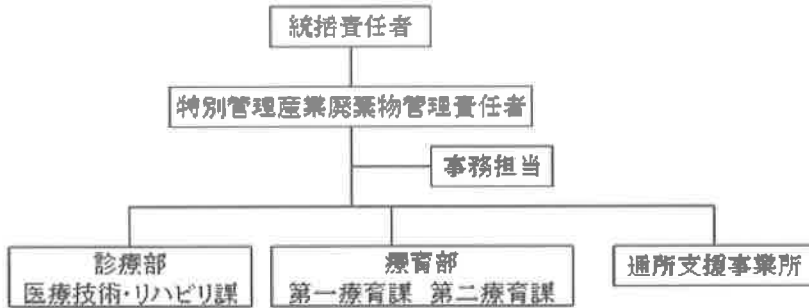 統括責任者
特別管理産業廃棄物管理責任者
事務担当
診療部
医療技術・リハビリ課
療育部
第一療育課 第二療育課
通所支援事業所